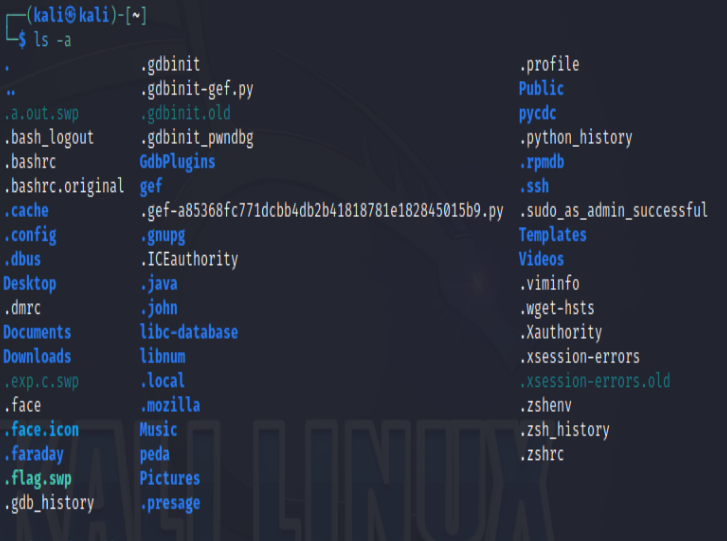 ┌──(kali㉿kali)-[~]
└─$ ls -a
. .gdbinit .profile
.. .gdbinit-gef.py Public
.a.out.swp .gdbinit.old pycdc
.bash_logout .gdbinit_pwndbg .python_history
.bashrc GdbPlugins .rpmdb
.bashrc.original gef .ssh
.cache .gef-a85368fc771dcbb4db2b41818781e182845015b9.py .sudo_as_admin_successful
.config .gnupg Templates
.dbus .ICEauthority Videos
Desktop .java .viminfo
.dmrc .john .wget-hsts
Documents libc-database .Xauthority
Downloads libnum .xsession-errors
.exp.c.swp .local .xsession-errors.old
.face .mozilla .zshenv
.face.icon Music .zsh_history
.faraday peda .zshrc
.flag.swp Pictures
.gdb_history .presage
KALI LINUX